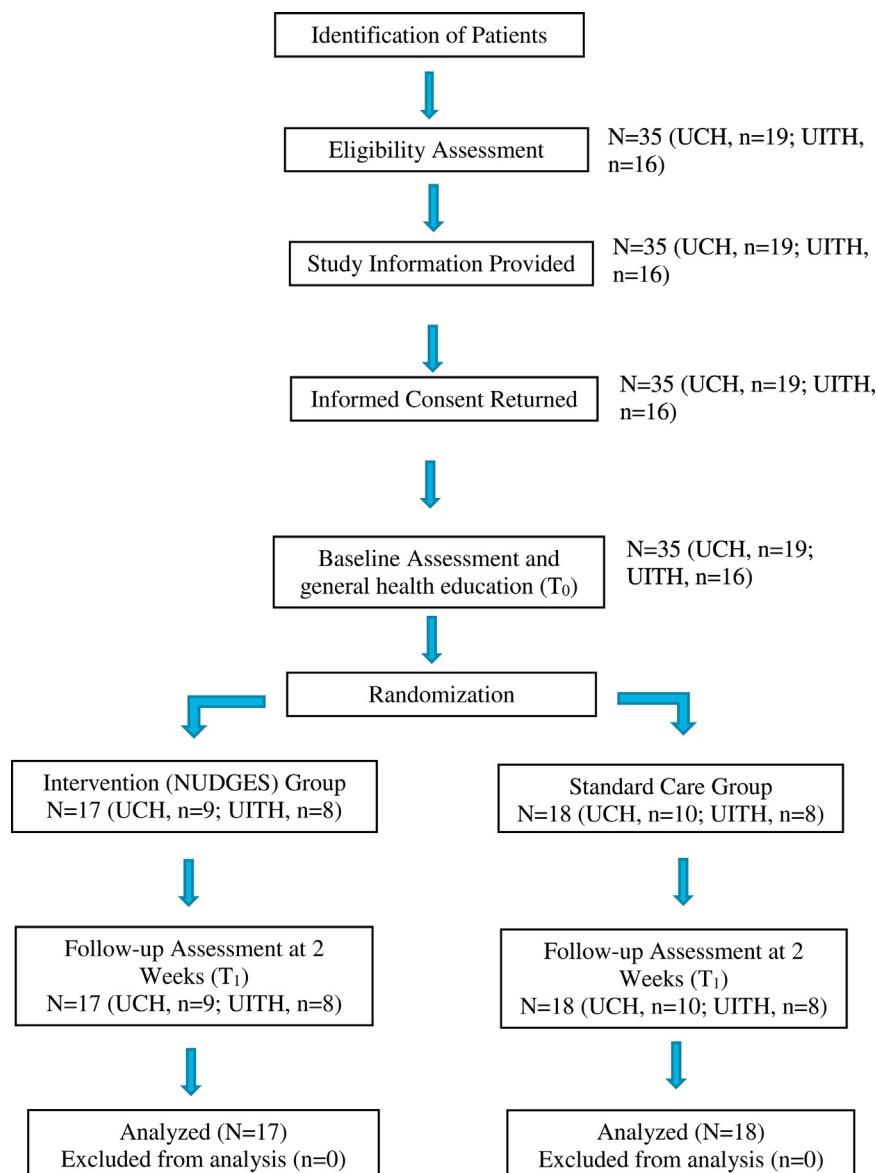 Identification of Patients
Eligibility Assessment
N=35 (UCH, n=19; UITH,
n=16)
Study Information Provided
N=35 (UCH, n=19; UITH,
n=16)
Informed Consent Returned
N=35 (UCH, n=19; UITH,
n=16)
Baseline Assessment and
general health education (T₀)
N=35 (UCH, n=19;
UITH, n=16)
Randomization
Intervention (NUDGES) Group
N=17 (UCH, n=9; UITH, n=8)
Standard Care Group
N=18 (UCH, n=10; UITH, n=8)
Follow-up Assessment at 2
Weeks (T₁)
N=17 (UCH, n=9; UITH, n=8)
Follow-up Assessment at 2
Weeks (T₁)
N=18 (UCH, n=10; UITH, n=8)
Analyzed (N=17)
Excluded from analysis (n=0)
Analyzed (N=18)
Excluded from analysis (n=0)